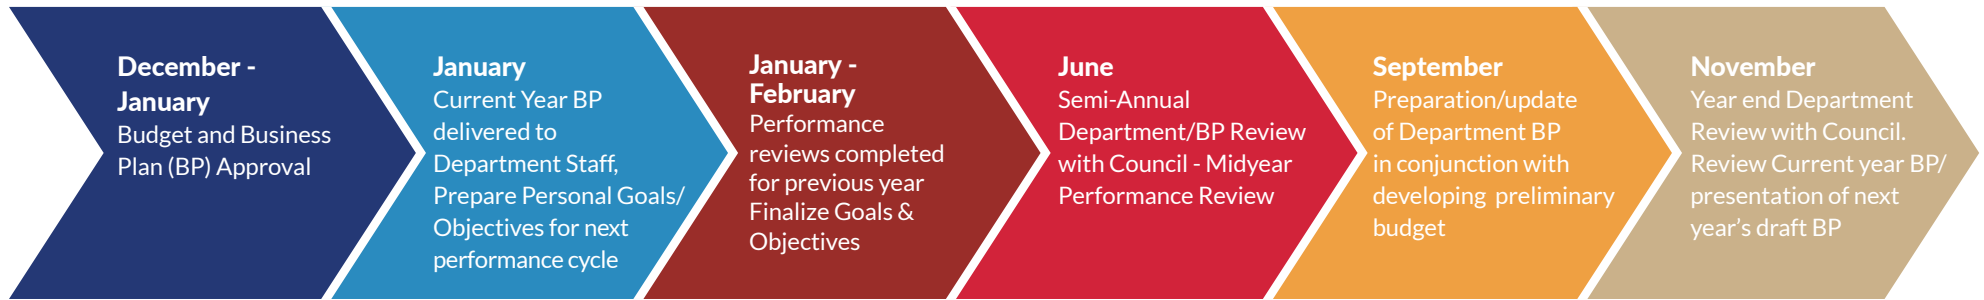 December -
January
Budget and Business
Plan (BP) Approval
January
Current Year BP
delivered to
Department Staff,
Prepare Personal Goals/
Objectives for next
performance cycle
January -
February
Performance
reviews completed
for previous year
Finalize Goals &
Objectives
June
Semi-Annual
Department/BP Review
with Council - Midyear
Performance Review
September
Preparation/update
of Department BP
in conjunction with
developing preliminary
budget
November
Year end Department
Review with Council.
Review Current year BP/
presentation of next
year’s draft BP